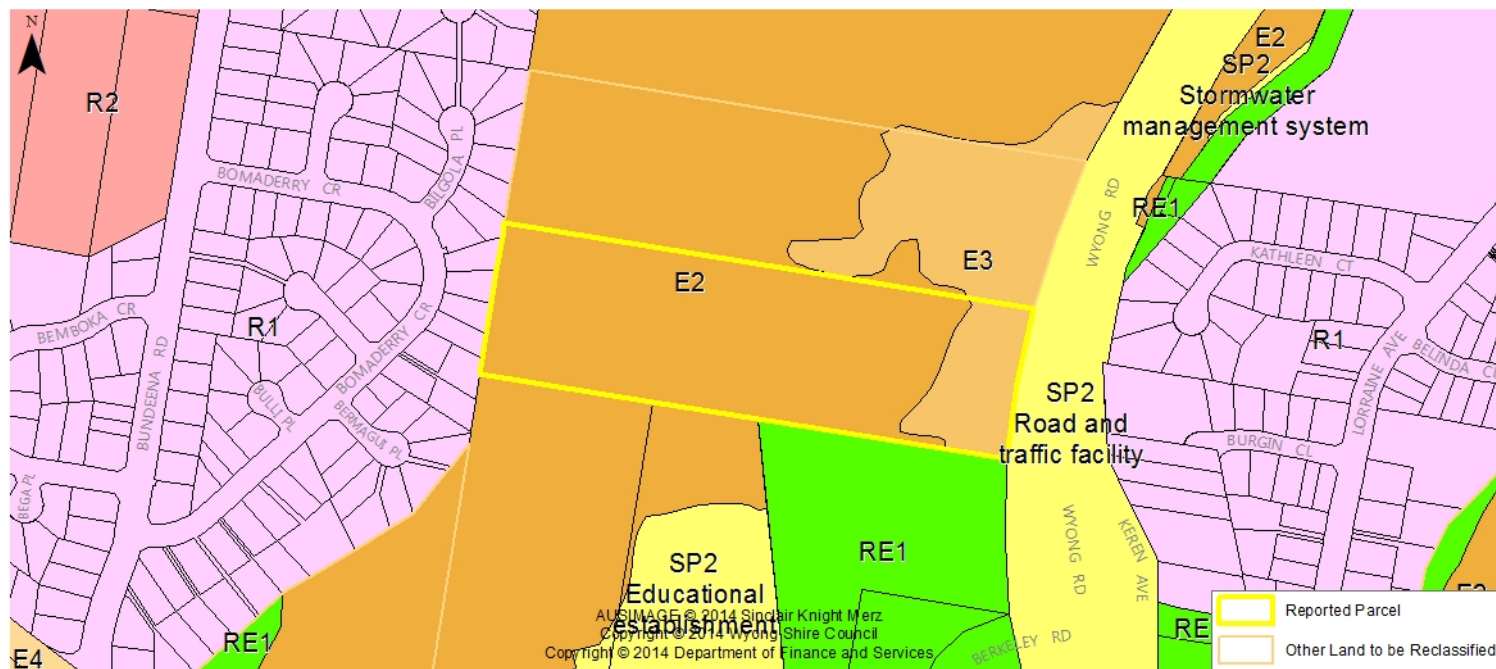 N
R2
E2
SP2
Stormwater
management system
BOMADERRY CR
BILGOLA PL
RE1
WYONG RD
KATHLEEN CT
E3
E2
BEMBOKA CR
R1
BOMADERRY CR
R1
LORRAINE AVE
BUNDEENA RD
BULLI PL
BERMAGUI PL
SP2
Road and
traffic facility
BURGIN CL
BEGA PL
WYONG RD
KEREN AVE
RE1
SP2
Educational
establishment
AUSIMAGE © 2014 Sinclair Knight Merz
Copyright © 2014 Wyong Shire Council
Copyright © 2014 Department of Finance and Services
BERKELEY RD
RE1
E4
RE
Reported Parcel
Other Land to be Reclassified